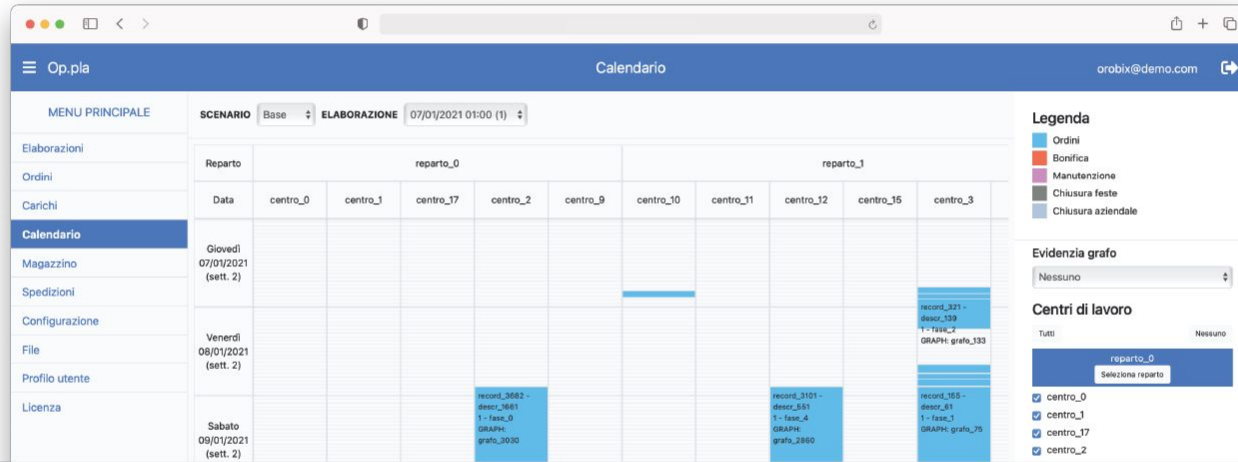 Op.pla
Calendario
orobix@demo.com
MENU PRINCIPALE
Elaborazioni
Ordini
Carichi
Calendario
Magazzino
Spedizioni
Configurazione
File
Profilo utente
Licenza
SCENARIO Base ELABORAZIONE 07/01/2021 01:00 (1)
Reparto reparto_0 reparto_1
Data centro_0 centro_1 centro_17 centro_2 centro_9 centro_10 centro_11 centro_12 centro_15 centro_3
Giovedì
07/01/2021
(sett. 2)
Venerdì
08/01/2021
(sett. 2)
Sabato
09/01/2021
(sett. 2)
record_321 -
descr_139
1 - fase_2
GRAPH: grafo_133
record_3682 -
descr_1661
1 - fase_0
GRAPH:
grafo_3030
record_3101 -
descr_551
1 - fase_4
GRAPH:
grafo_2860
record_155 -
descr_61
1 - fase_1
GRAPH: grafo_75
Legenda
Ordini
Bonifica
Manutenzione
Chiusura feste
Chiusura aziendale
Evidenzia grafo
Nessuno
Centri di lavoro
Tutti Nessuno
reparto_0
Seleziona reparto
centro_0
centro_1
centro_17
centro_2